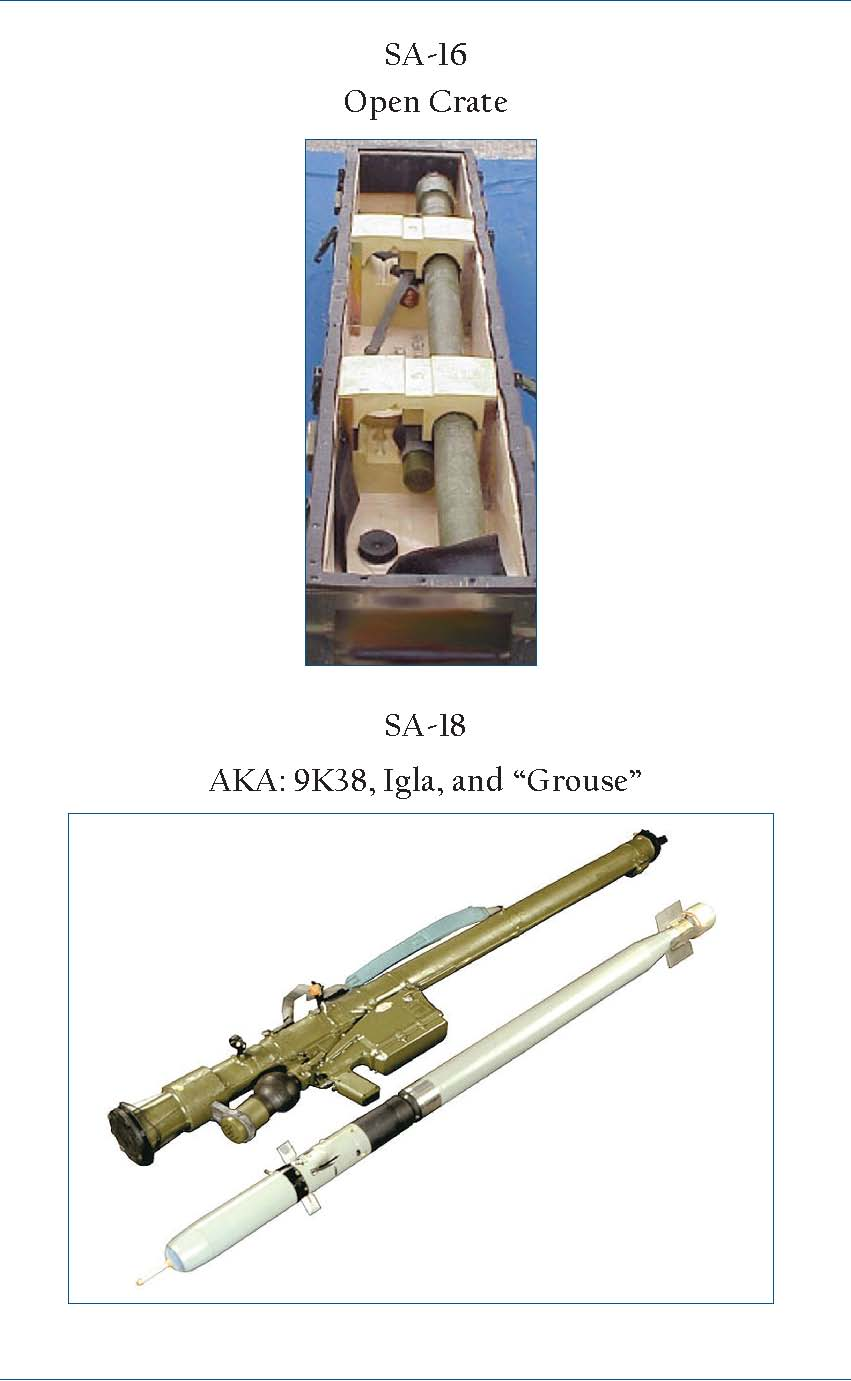 SA-16
Open Crate
SA-18
AKA: 9K38, Igla, and “Grouse”